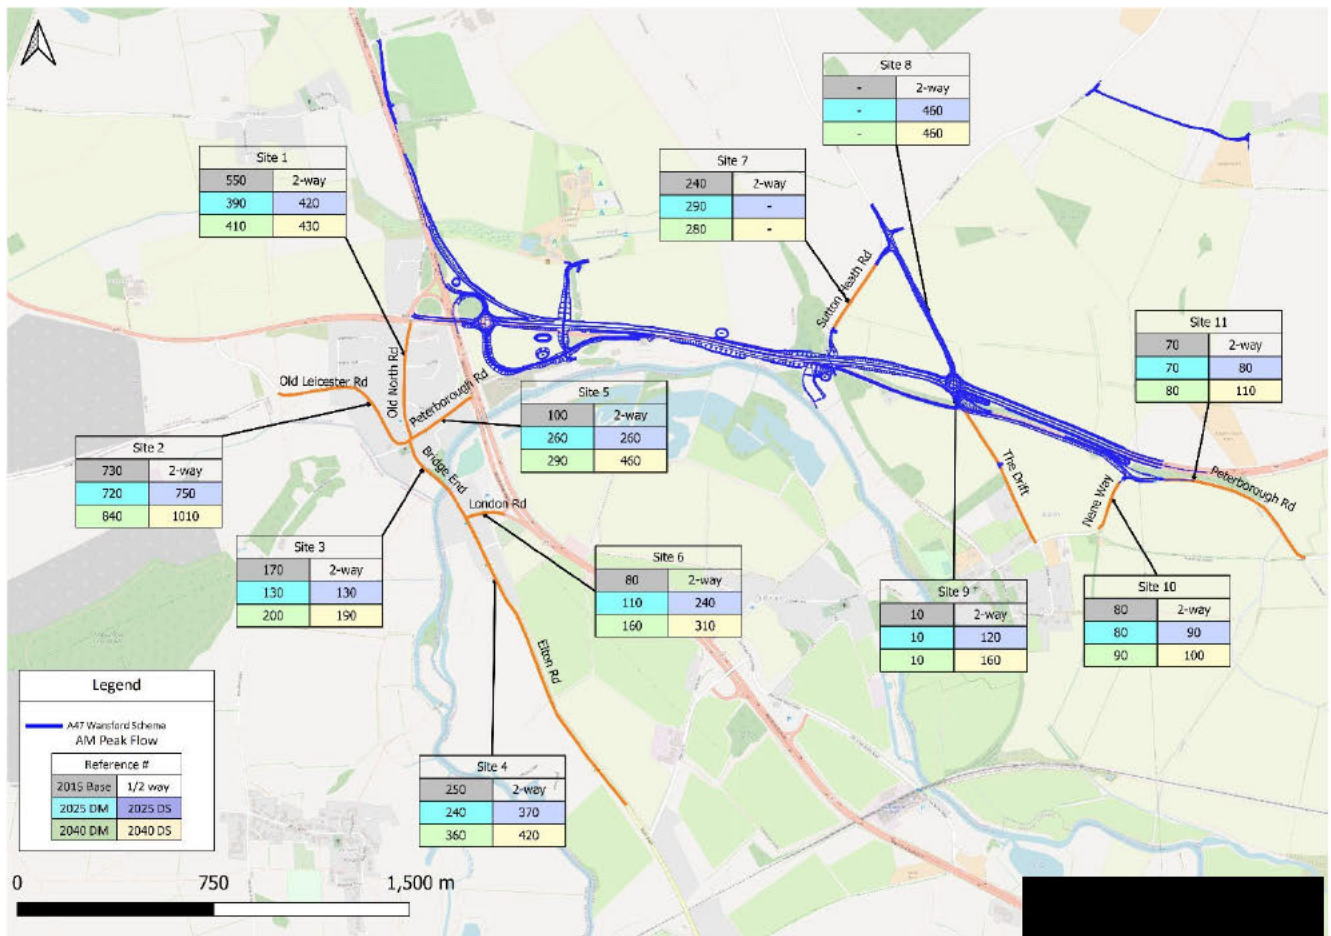 Site 8
- 2-way
- 460
- 460
Site 1
550 2-way
390 420
410 430
Site 7
240 2-way
290 -
280 -
Sutton Heath Rd
Site 11
70 2-way
70 80
80 110
Old Leicester Rd
Old North Rd
Peterborough Rd
Site 5
100 2-way
260 260
290 460
Site 2
730 2-way
720 750
840 1010
Bridge End
London Rd
The Drift
Nene Way
Peterborough Rd
Site 3
170 2-way
130 130
200 190
Site 6
80 2-way
110 240
160 310
Site 9
10 2-way
10 120
10 160
Site 10
80 2-way
80 90
90 100
Elton Rd
Legend
A47 Wansford Scheme
AM Peak Flow
Reference #
2015 Base 1/2 way
2025 DM 2025 DS
2040 DM 2040 DS
Site 4
250 2-way
240 370
360 420
0 750 1,500 m